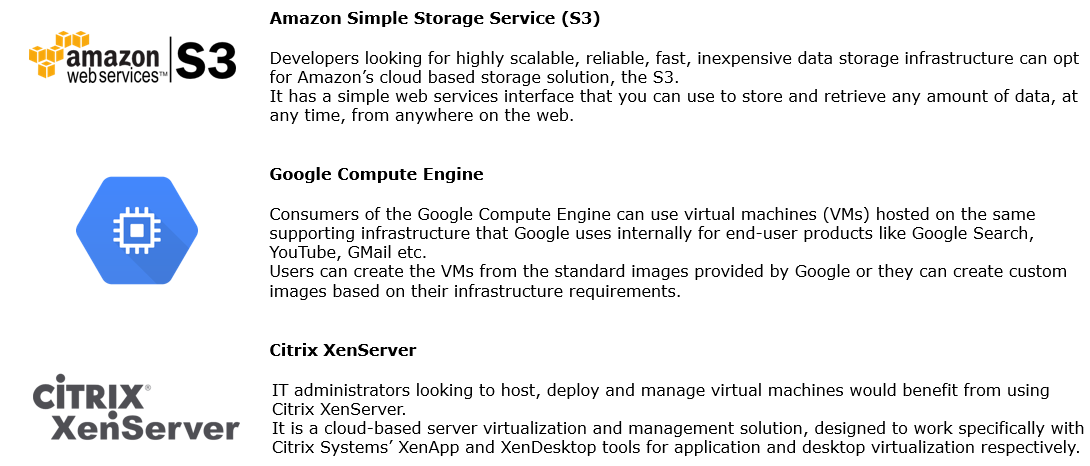 Amazon Simple Storage Service (S3)
amazon
web services™
S3
Developers looking for highly scalable, reliable, fast, inexpensive data storage infrastructure can opt
for Amazon’s cloud based storage solution, the S3.
It has a simple web services interface that you can use to store and retrieve any amount of data, at
any time, from anywhere on the web.
Google Compute Engine
Consumers of the Google Compute Engine can use virtual machines (VMs) hosted on the same
supporting infrastructure that Google uses internally for end-user products like Google Search,
YouTube, GMail etc.
Users can create the VMs from the standard images provided by Google or they can create custom
images based on their infrastructure requirements.
Citrix XenServer
CİTRIX®
XenServer
IT administrators looking to host, deploy and manage virtual machines would benefit from using
Citrix XenServer.
It is a cloud-based server virtualization and management solution, designed to work specifically with
Citrix Systems’ XenApp and XenDesktop tools for application and desktop virtualization respectively.